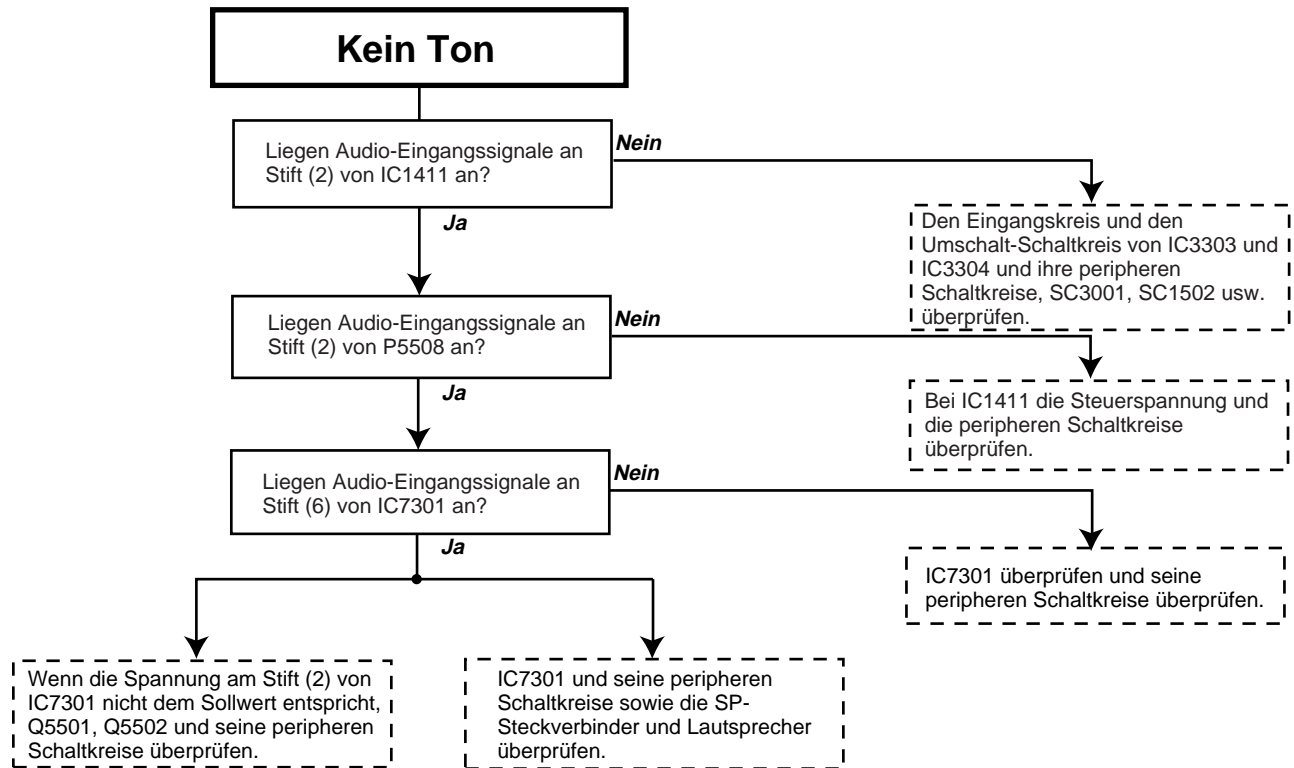 Kein Ton
Liegen Audio-Eingangssignale an
Stift (2) von IC1411 an?
Nein
Ja
Den Eingangskreis und den
Umschalt-Schaltkreis von IC3303 und
IC3304 und ihre peripheren
Schaltkreise, SC3001, SC1502 usw.
überprüfen.
Liegen Audio-Eingangssignale an
Stift (2) von P5508 an?
Nein
Ja
Bei IC1411 die Steuerspannung und
die peripheren Schaltkreise
überprüfen.
Liegen Audio-Eingangssignale an
Stift (6) von IC7301 an?
Nein
Ja
IC7301 überprüfen und seine
peripheren Schaltkreise überprüfen.
Wenn die Spannung am Stift (2) von
IC7301 nicht dem Sollwert entspricht,
Q5501, Q5502 und seine peripheren
Schaltkreise überprüfen.
IC7301 und seine peripheren
Schaltkreise sowie die SP-
Steckverbinder und Lautsprecher
überprüfen.